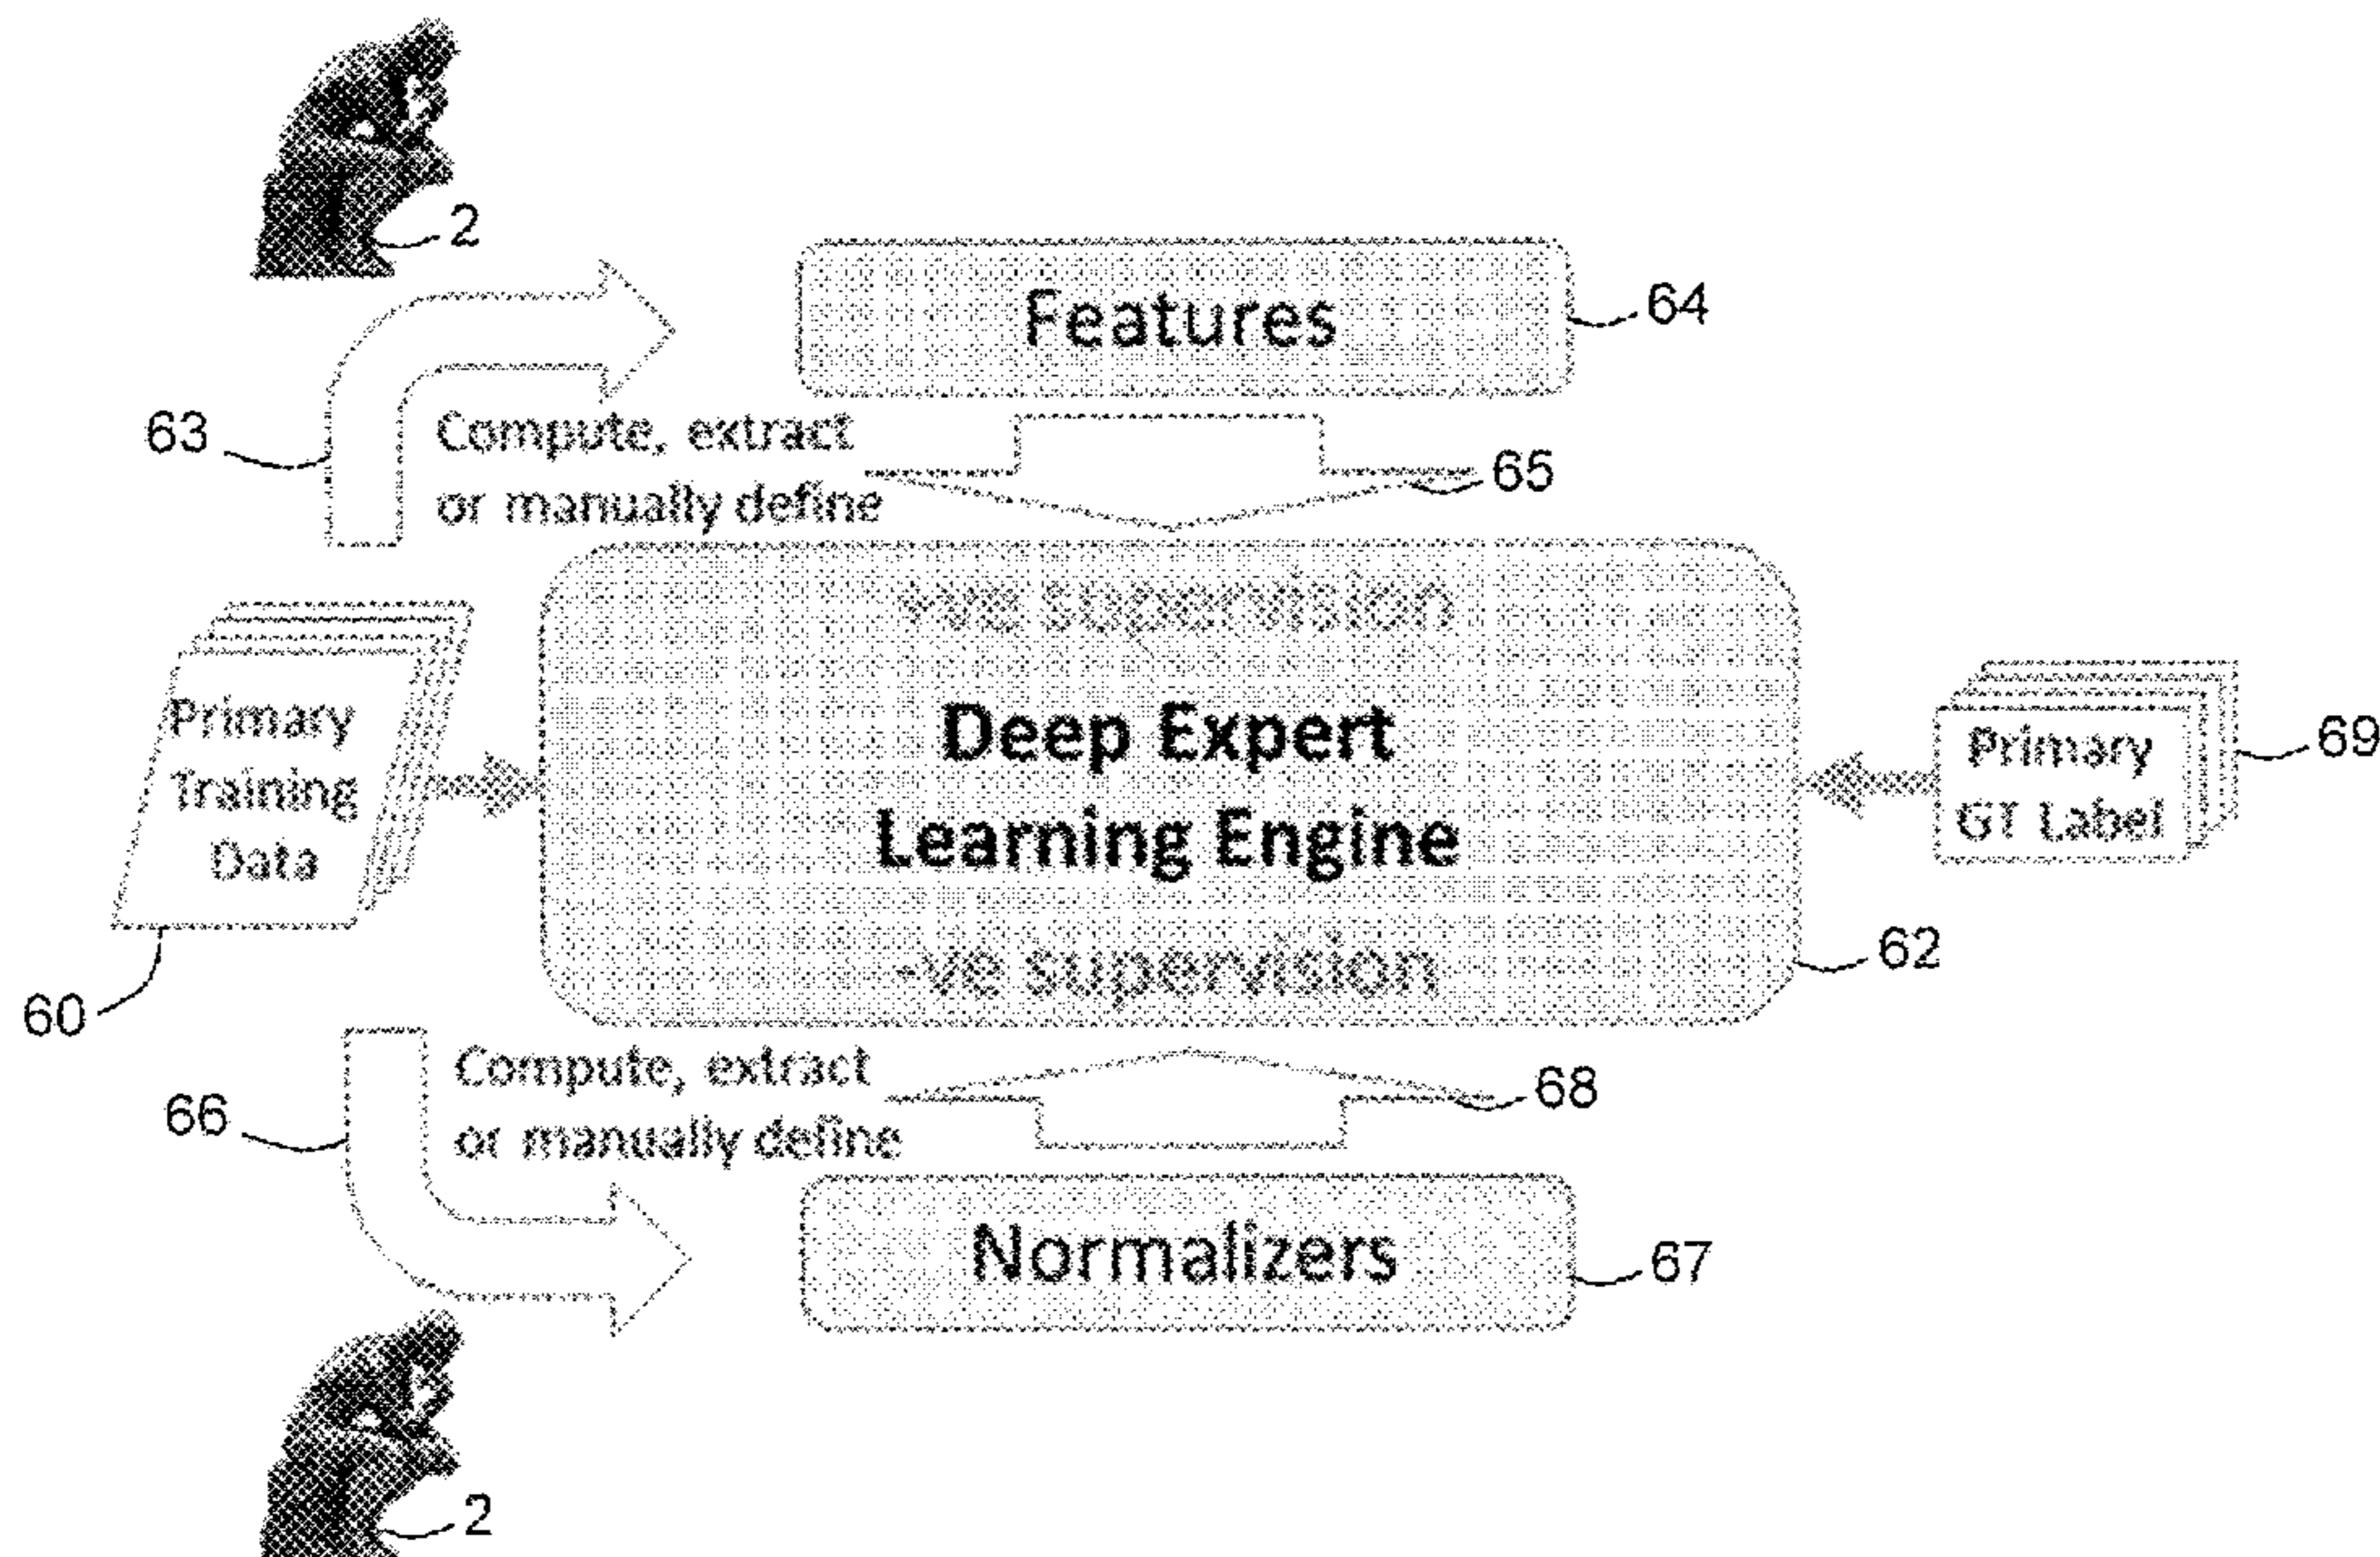 2
Features
64
63
Compute, extract
or manually define
65
+ve supervision
Primary
Training
Data
Deep Expert
Learning Engine
Primary
GT Label
69
-ve supervision
62
60
Compute, extract
or manually define
68
66
Normalizers
67
2